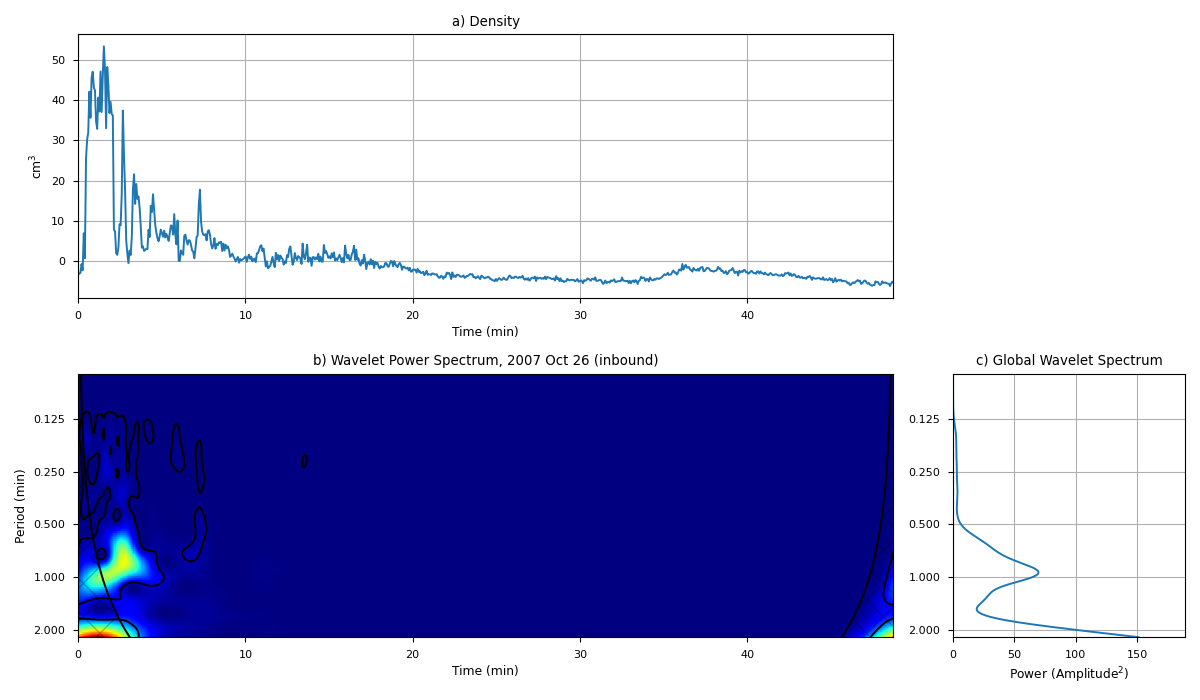 a) Density
50
40
30
20
10
0
cm³
0 10 20 30 40
Time (min)
b) Wavelet Power Spectrum, 2007 Oct 26 (inbound)
0.125
0.250
0.500
1.000
2.000
Period (min)
0 10 20 30 40
Time (min)
c) Global Wavelet Spectrum
0.125
0.250
0.500
1.000
2.000
0 50 100 150
Power (Amplitude²)